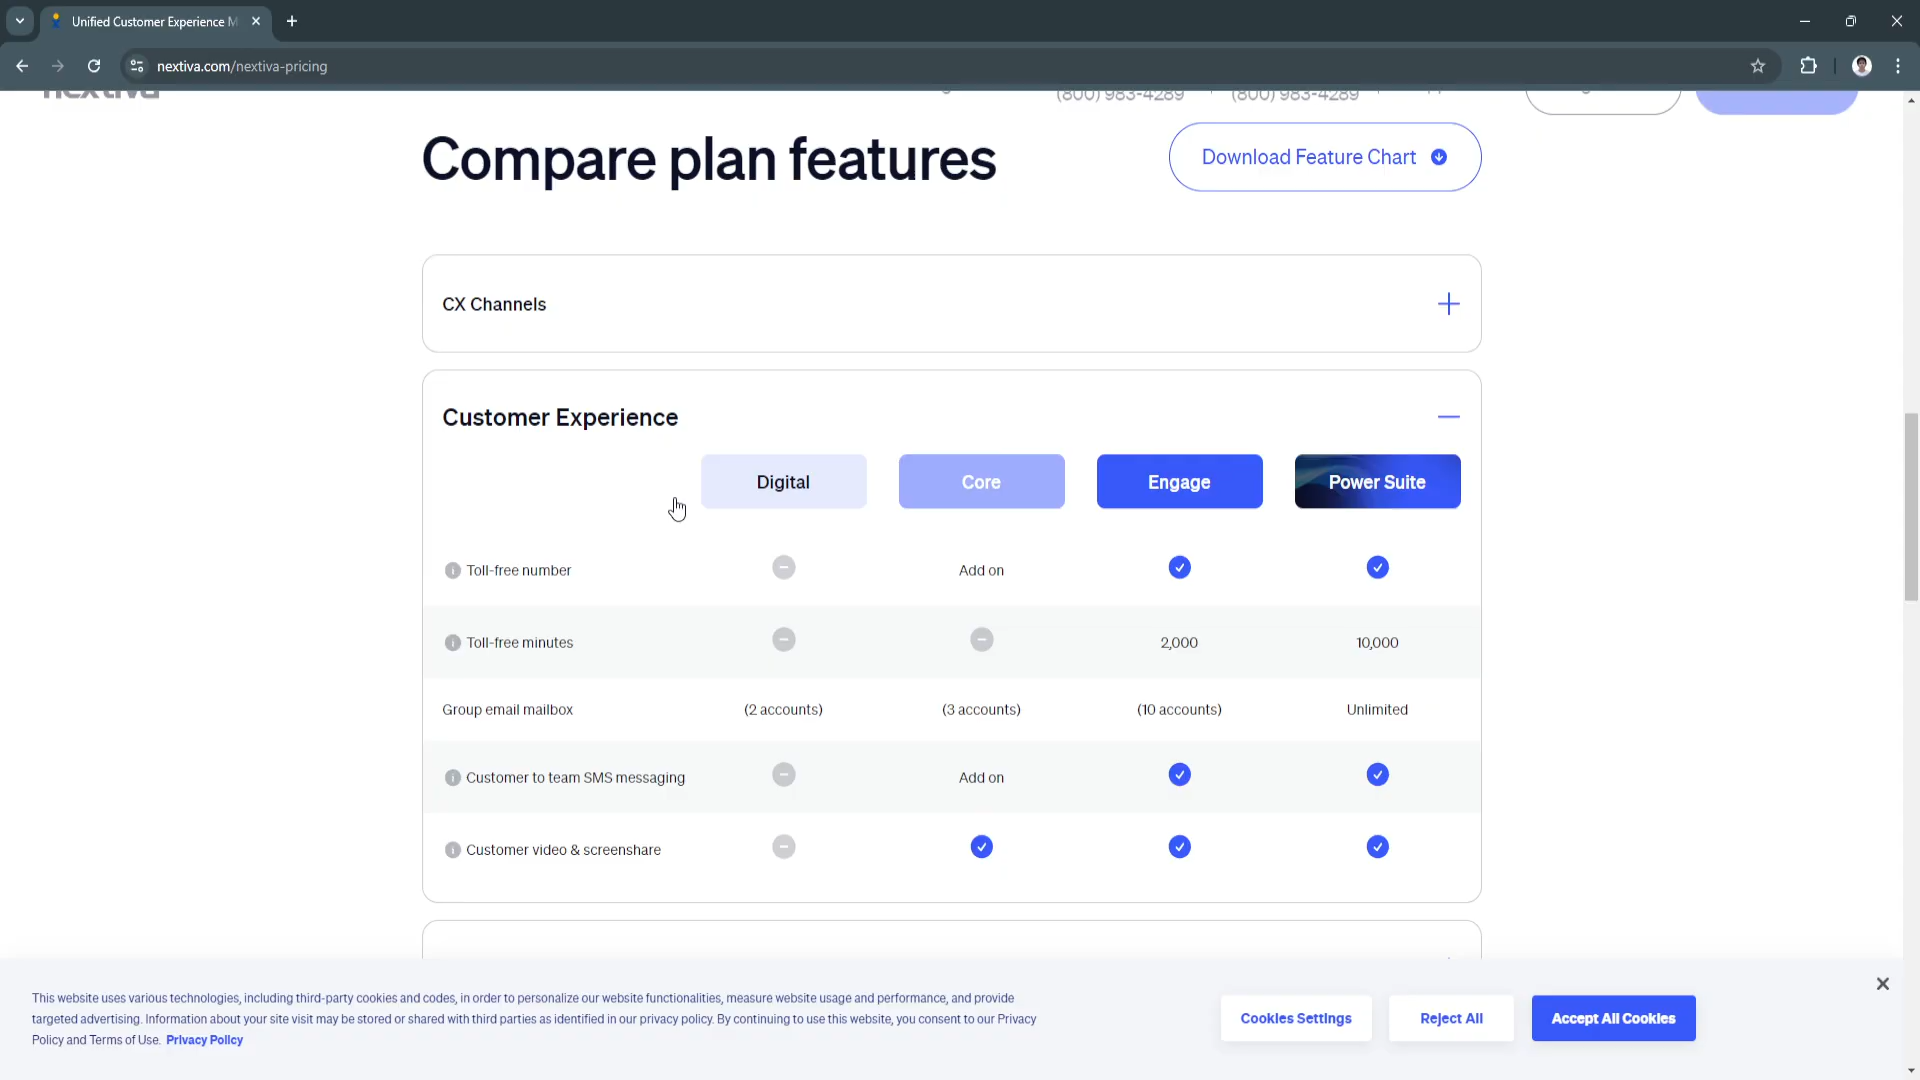 Unified Customer Experience M
nextiva.com/nextiva-pricing
nextiva
(800) 983-4289
(800) 983-4289
Compare plan features
Download Feature Chart
CX Channels
Customer Experience
Digital
Core
Engage
Power Suite
Toll-free number
Add on
Toll-free minutes
2,000
10,000
Group email mailbox
(2 accounts)
(3 accounts)
(10 accounts)
Unlimited
Customer to team SMS messaging
Add on
Customer video & screenshare
This website uses various technologies, including third-party cookies and codes, in order to personalize our website functionalities, measure website usage and performance, and provide
targeted advertising. Information about your site visit may be stored or shared with third parties as identified in our privacy policy. By continuing to use this website, you consent to our Privacy
Policy and Terms of Use. Privacy Policy
Cookies Settings
Reject All
Accept All Cookies